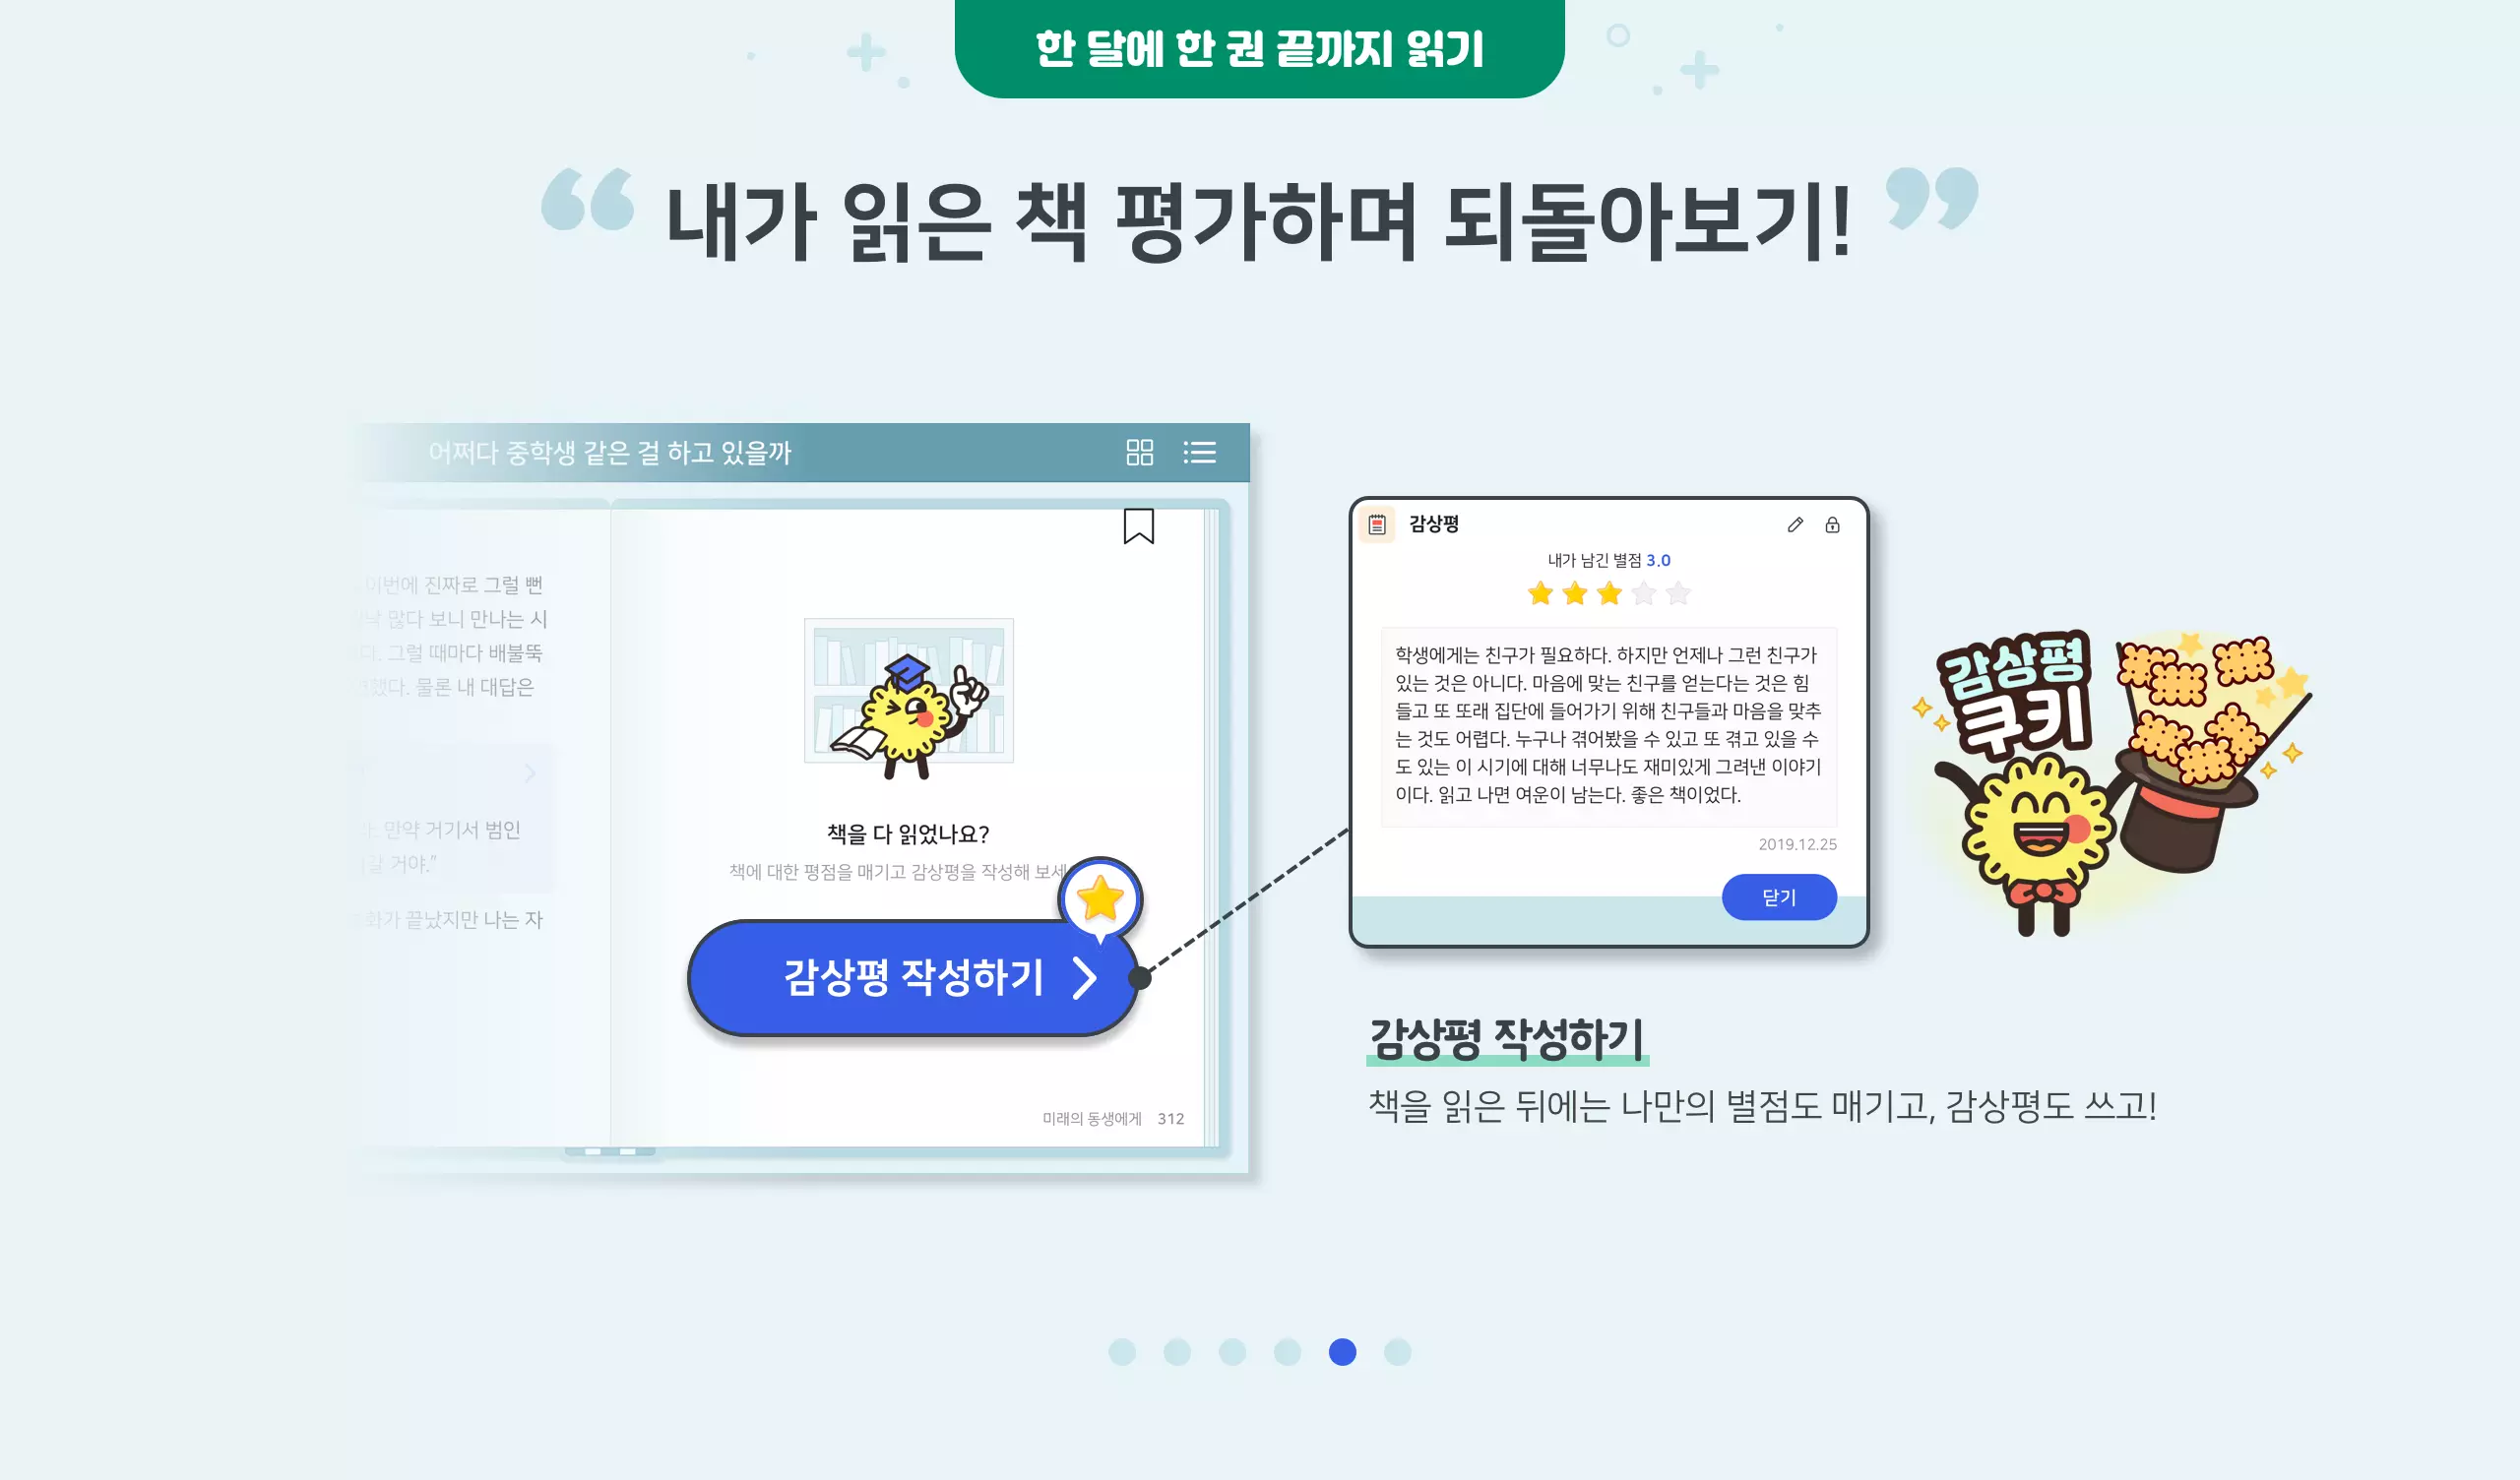 한 달에 한 권 끝까지 읽기
“ 내가 읽은 책 평가하며 되돌아보기! ”
어쩌다 중학생 같은 걸 하고 있을까
이번에 진짜로 그럴 뻔
많다 보니 만나는 시
그럴 때마다 배불뚝
했다. 물론 내 대답은
만약 거기서 범인
거야.”
끝났지만 나는 자
책을 다 읽었나요?
책에 대한 평점을 매기고 감상평을 작성해 보세
감상평 작성하기
미래의 동생에게 312
감상평
내가 남긴 별점 3.0
학생에게는 친구가 필요하다. 하지만 언제나 그런 친구가
있는 것은 아니다. 마음에 맞는 친구를 얻는다는 것은 힘
들고 또 또래 집단에 들어가기 위해 친구들과 마음을 맞추
는 것도 어렵다. 누구나 겪어봤을 수 있고 또 겪고 있을 수
도 있는 이 시기에 대해 너무나도 재미있게 그려낸 이야기
이다. 읽고 나면 여운이 남는다. 좋은 책이었다.
2019.12.25
닫기
감상평
쿠키
감상평 작성하기
책을 읽은 뒤에는 나만의 별점도 매기고, 감상평도 쓰고!